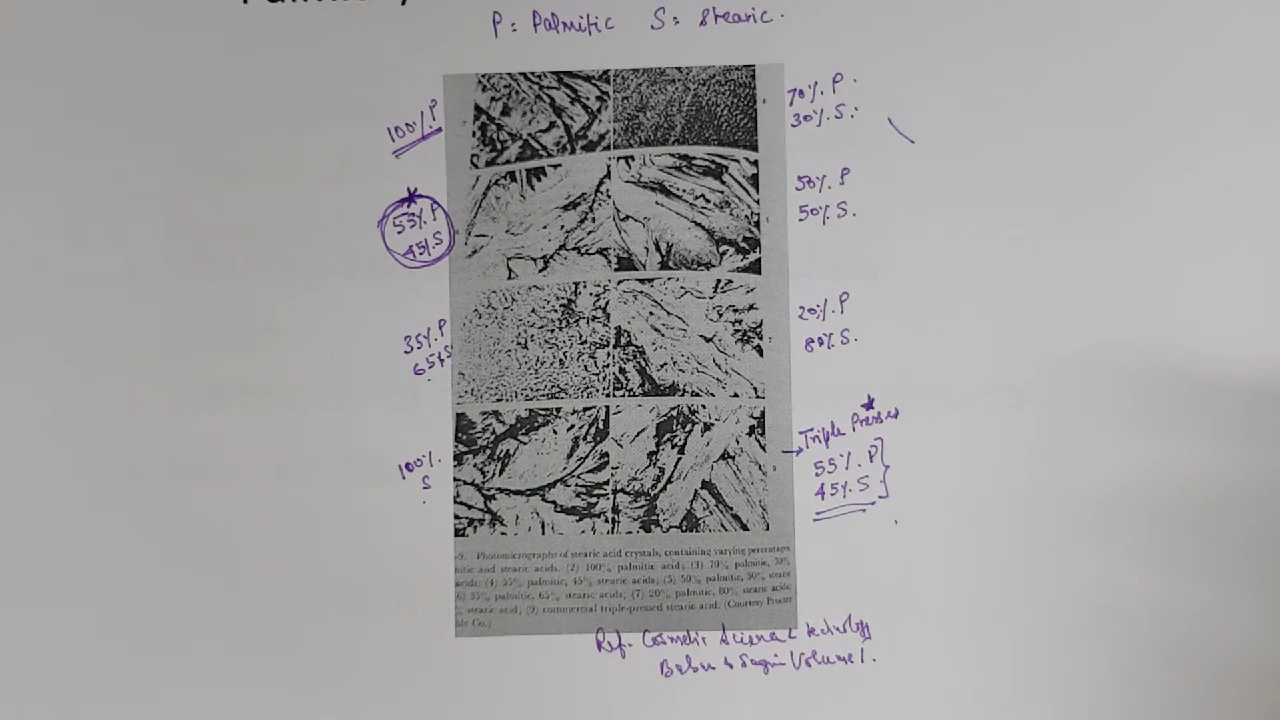 P = Palmitic S = Stearic.
100% P
70% P.
30% S.
55% P
45% S
50% P
50% S.
35% P
65% S
20% P
80% S.
100%
S
Triple Pressed
55% P
45% S
-9. Photomicrographs of stearic acid crystals, containing varying percentages
itic and stearic acids. (2) 100% palmitic acid; (3) 70% palmitic, 30%
acids; (4) 55% palmitic, 45% stearic acids; (5) 50% palmitic, 50% stearic
(6) 35% palmitic, 65% stearic acids; (7) 20% palmitic, 80% stearic acids;
% stearic acid; (9) commercial triple-pressed stearic acid. (Courtesy Procter
ble Co.)
Ref. Cosmetic Science & technology
Volume 1.